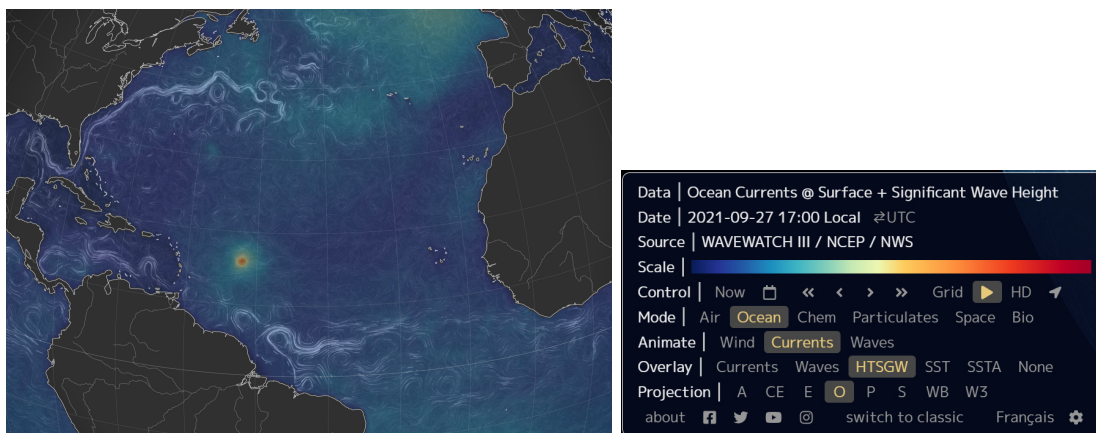 Data | Ocean Currents @ Surface + Significant Wave Height
Date | 2021-09-27 17:00 Local ⇄UTC
Source | WAVEWATCH III / NCEP / NWS
Scale |
Control | Now « ‹ › » Grid HD
Mode | Air Ocean Chem Particulates Space Bio
Animate | Wind Currents Waves
Overlay | Currents Waves HTSGW SST SSTA None
Projection | A CE E O P S WB W3
about switch to classic Français